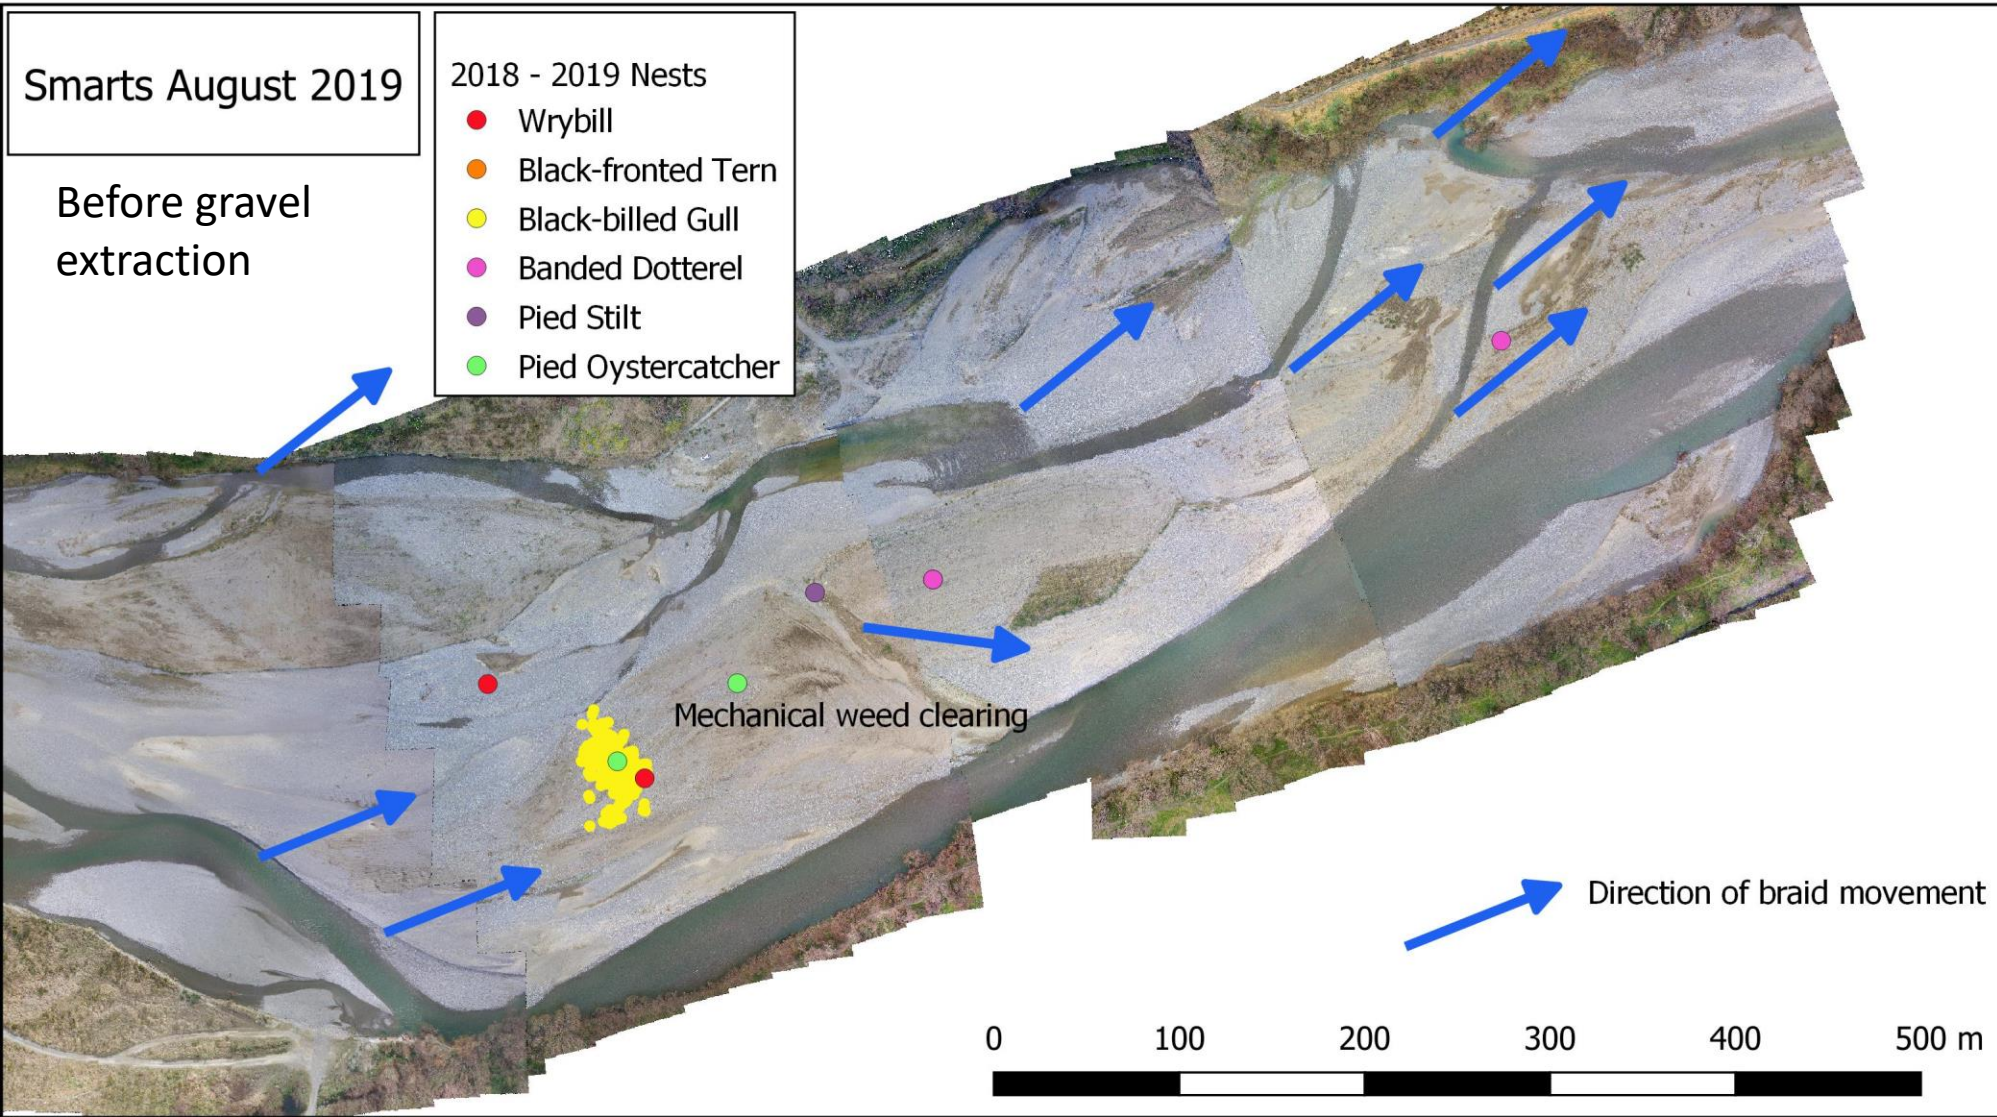 Smarts August 2019
Before gravel
extraction
2018 - 2019 Nests
Wrybill
Black-fronted Tern
Black-billed Gull
Banded Dotterel
Pied Stilt
Pied Oystercatcher
Mechanical weed clearing
Direction of braid movement
0 100 200 300 400 500 m